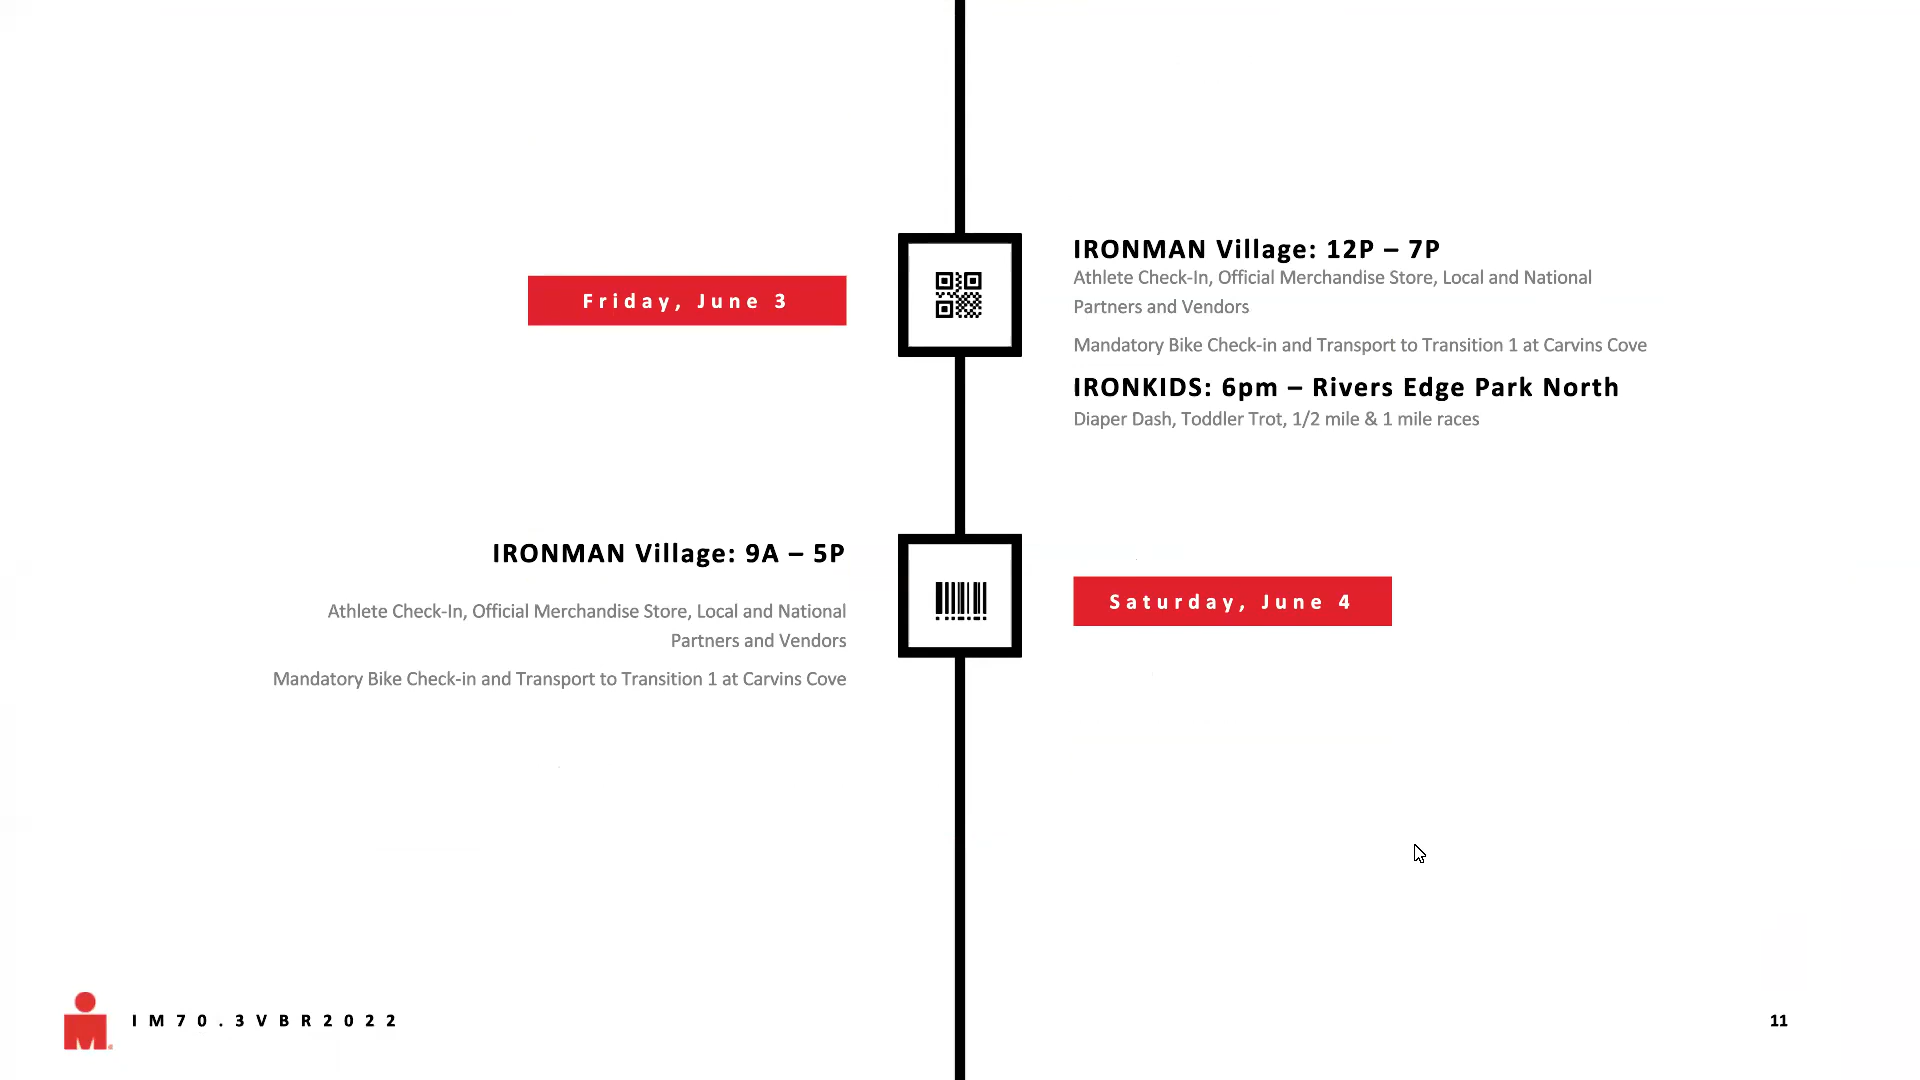 Friday, June 3
IRONMAN Village: 12P – 7P
Athlete Check-In, Official Merchandise Store, Local and National
Partners and Vendors
Mandatory Bike Check-in and Transport to Transition 1 at Carvins Cove
IRONKIDS: 6pm – Rivers Edge Park North
Diaper Dash, Toddler Trot, 1/2 mile & 1 mile races
IRONMAN Village: 9A – 5P
Athlete Check-In, Official Merchandise Store, Local and National
Partners and Vendors
Mandatory Bike Check-in and Transport to Transition 1 at Carvins Cove
Saturday, June 4
IM70.3VBR2022
11